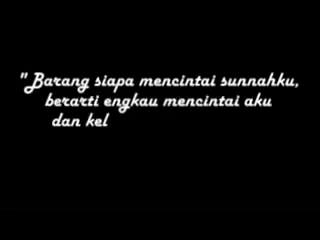 "Barang siapa mencintai sunnahku,
berarti engkau mencintai aku
dan kel